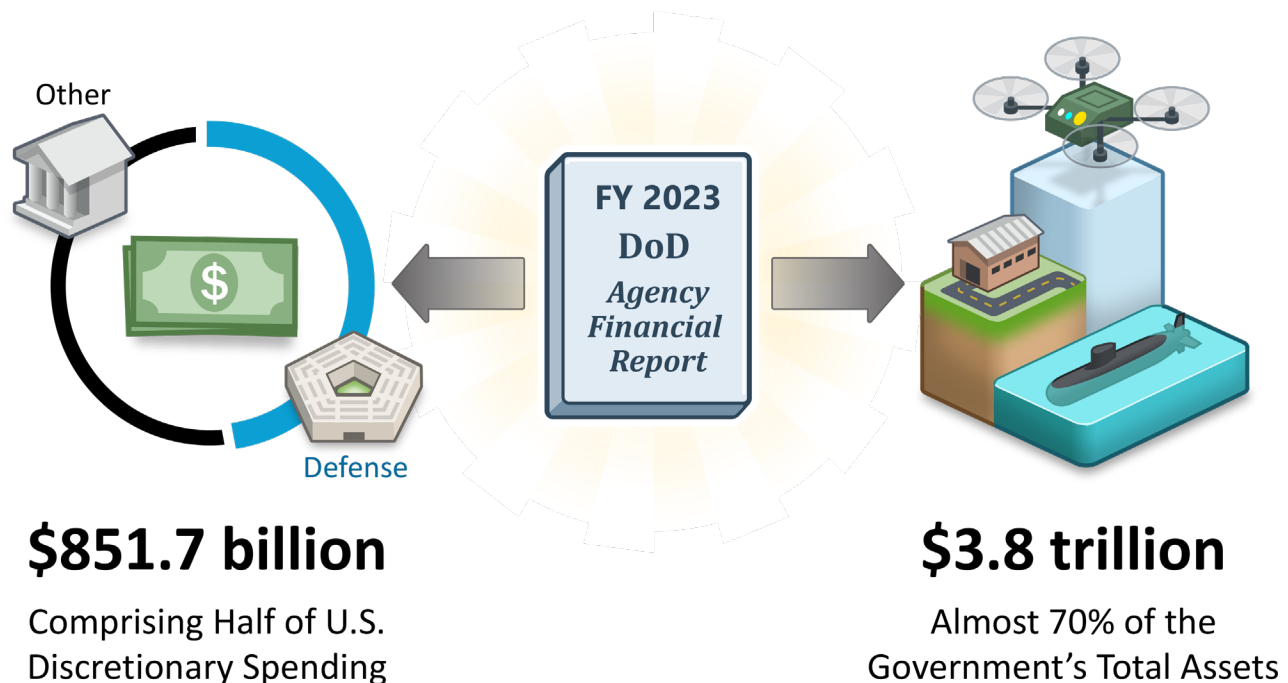 Other
$
Defense
$851.7 billion
Comprising Half of U.S.
Discretionary Spending
FY 2023
DoD
Agency
Financial
Report
$3.8 trillion
Almost 70% of the
Government’s Total Assets